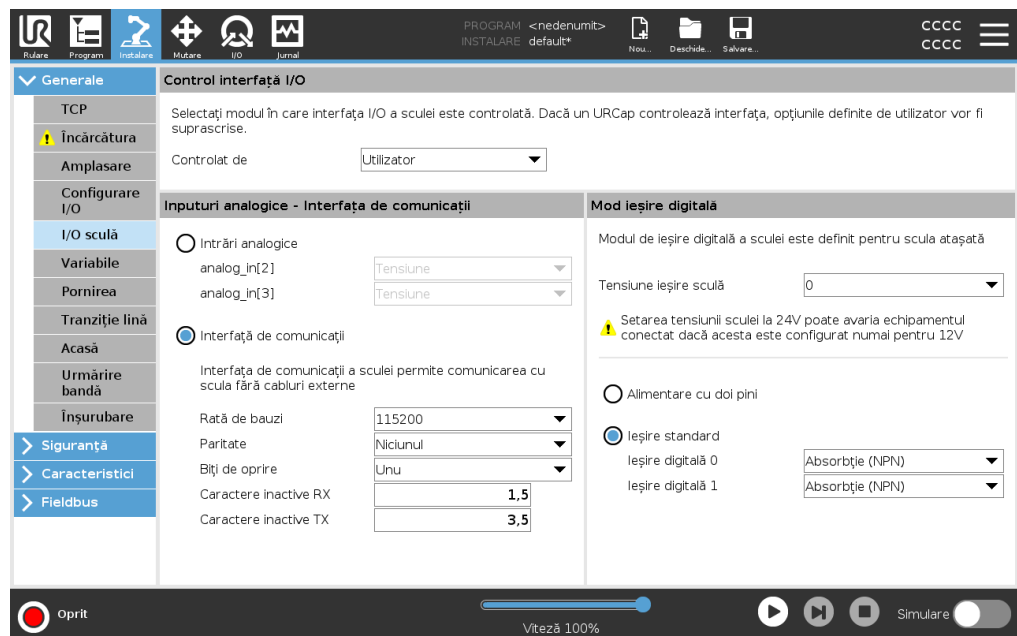 PROGRAM <nedenumit>
INSTALARE default*
CCCC
CCCC
Rulare Program Instalare Mutare I/O Jurnal Nou... Deschide... Salvare...
Generale
TCP
Încărcătura
Amplasare
Configurare
I/O
I/O sculă
Variabile
Pornirea
Tranziție lină
Acasă
Urmărire
bandă
Înșurubare
Siguranță
Caracteristici
Fieldbus
Control interfață I/O
Selectați modul în care interfața I/O a sculei este controlată. Dacă un URCap controlează interfața, opțiunile definite de utilizator vor fi
suprascrise.
Controlat de Utilizator
Inputuri analogice - Interfața de comunicații
Intrări analogice
analog_in[2] Tensiune
analog_in[3] Tensiune
Interfață de comunicații
Interfața de comunicații a sculei permite comunicarea cu
scula fără cabluri externe
Rată de bauzi 115200
Paritate Niciunul
Biți de oprire Unu
Caractere inactive RX 1,5
Caractere inactive TX 3,5
Mod ieșire digitală
Modul de ieșire digitală a sculei este definit pentru scula atașată
Tensiune ieșire sculă 0
Setarea tensiunii sculei la 24V poate avaria echipamentul
conectat dacă acesta este configurat numai pentru 12V
Alimentare cu doi pini
Ieșire standard
Ieșire digitală 0 Absorbție (NPN)
Ieșire digitală 1 Absorbție (NPN)
Oprit
Viteză 100%
Simulare